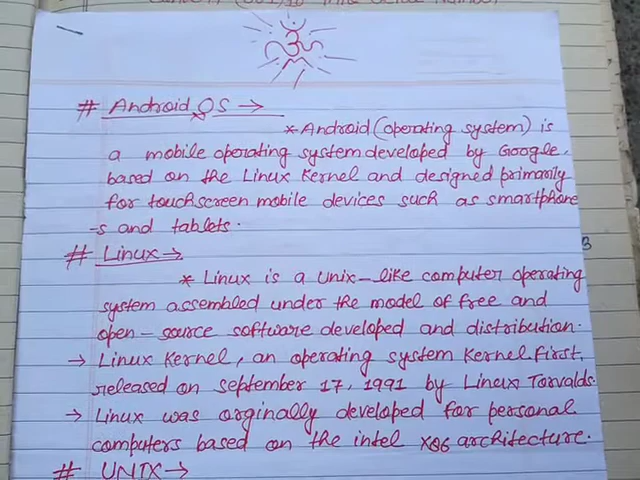 ॐ
# Android OS →
* Android (operating system) is
a mobile operating system developed by Google,
based on the Linux Kernel and designed primarily
for touchscreen mobile devices such as smartphone
-s and tablets.
# Linux →
* Linux is a Unix-like computer operating
system assembled under the model of free and
open-source software developed and distribution.
→ Linux Kernel, an operating system Kernel first,
released on September 17, 1991 by Linux Torvalds.
→ Linux was orginally developed for personal
computers based on the intel X86 architecture.
# UNIX →